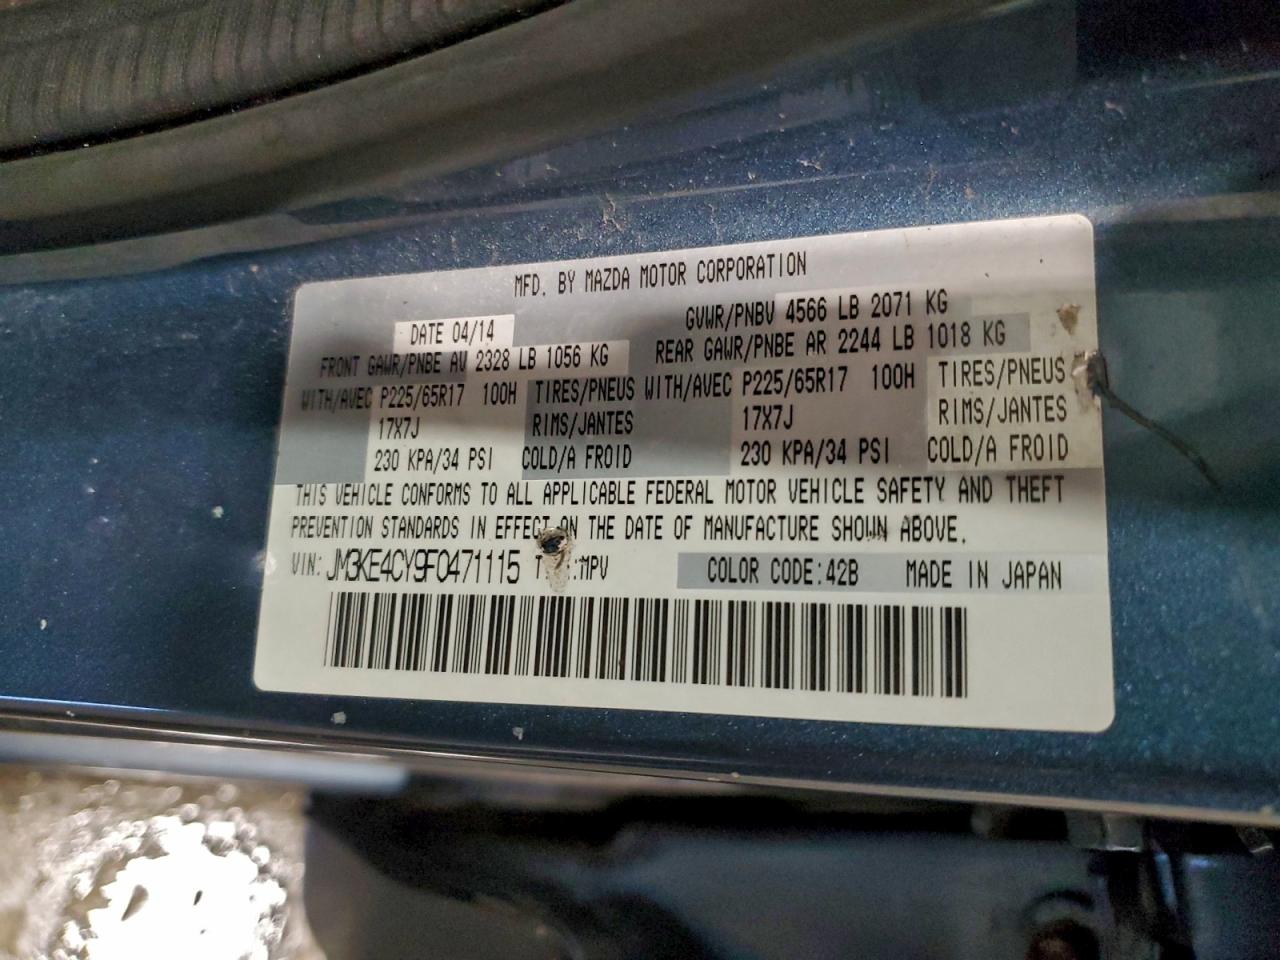 MFD. BY MAZDA MOTOR CORPORATION
DATE 04/14 GVWR/PNBV 4566 LB 2071 KG
FRONT GAWR/PNBE AV 2328 LB 1056 KG REAR GAWR/PNBE AR 2244 LB 1018 KG
WITH/AVEC P225/65R17 100H TIRES/PNEUS WITH/AVEC P225/65R17 100H TIRES/PNEUS
17X7J RIMS/JANTES 17X7J RIMS/JANTES
230 KPA/34 PSI COLD/A FROID 230 KPA/34 PSI COLD/A FROID
THIS VEHICLE CONFORMS TO ALL APPLICABLE FEDERAL MOTOR VEHICLE SAFETY AND THEFT
PREVENTION STANDARDS IN EFFECT ON THE DATE OF MANUFACTURE SHOWN ABOVE.
VIN: JM3KE4CY9F0471115 :MPV COLOR CODE:42B MADE IN JAPAN